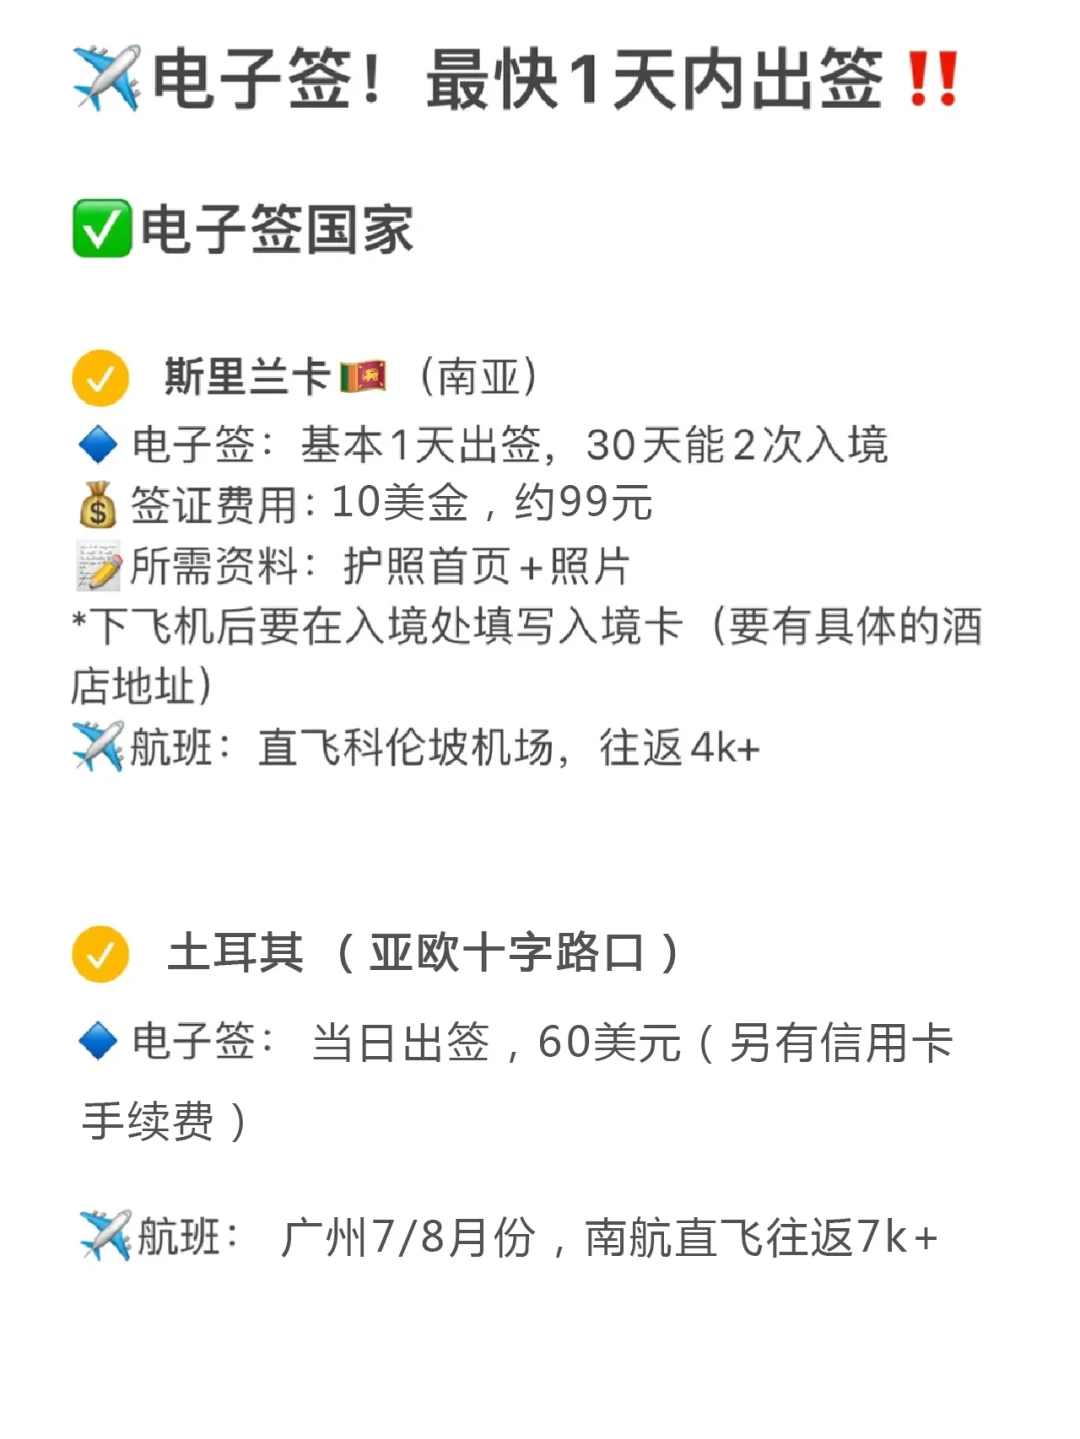 ✈️电子签！最快1天内出签‼️
✅电子签国家
斯里兰卡🇱🇰（南亚）
🔷电子签：基本1天出签，30天能2次入境
💰签证费用：10美金，约99元
📝所需资料：护照首页+照片
*下飞机后要在入境处填写入境卡（要有具体的酒
店地址）
✈️航班：直飞科伦坡机场，往返4k+
土耳其（亚欧十字路口）
🔷电子签： 当日出签，60美元（另有信用卡
手续费）
✈️航班： 广州7/8月份，南航直飞往返7k+